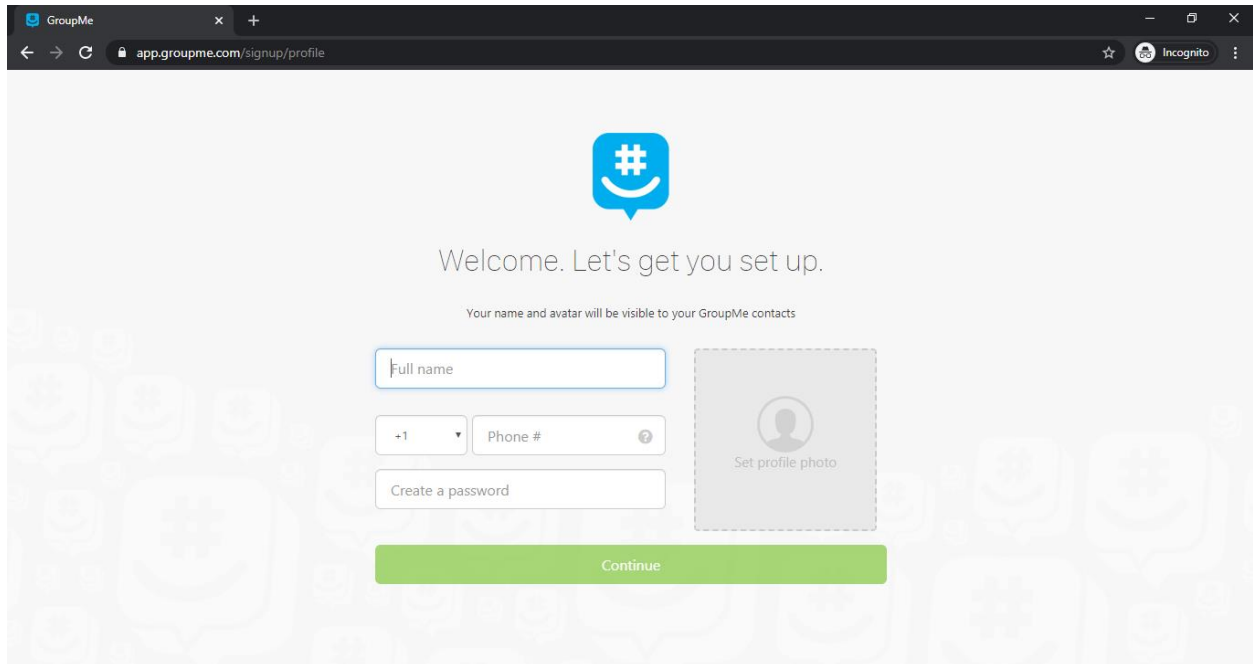 GroupMe
app.groupme.com/signup/profile
Incognito
#
Welcome. Let's get you set up.
Your name and avatar will be visible to your GroupMe contacts
Full name
+1 Phone # ?
Set profile photo
Create a password
Continue